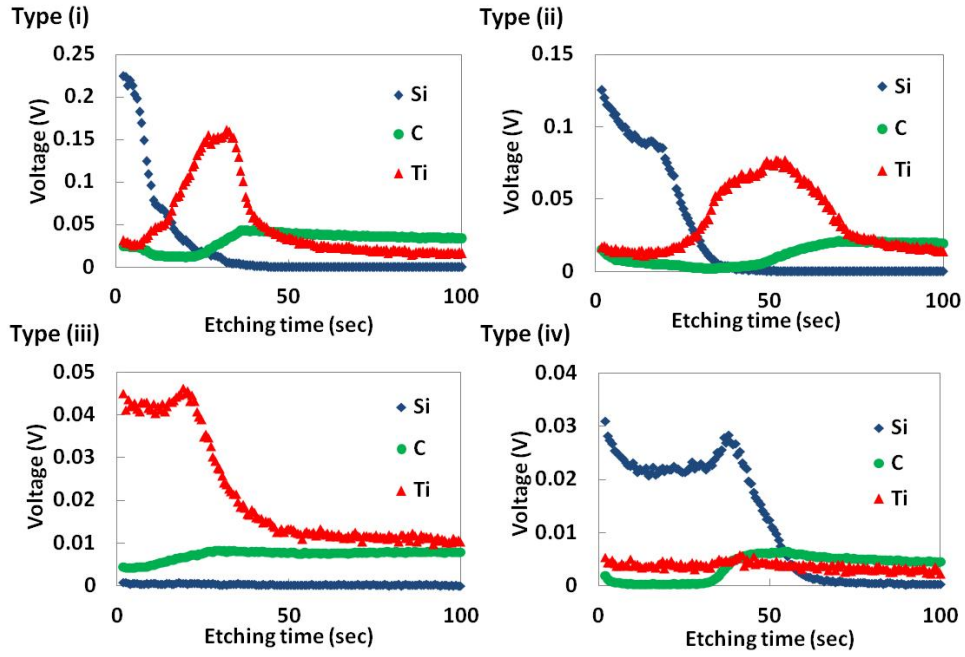 Type (i)
0.25
0.2
0.15
0.1
0.05
0
Voltage (V)
Si
C
Ti
0
50
100
Etching time (sec)
Type (ii)
0.15
0.1
0.05
0
Voltage (V)
Si
C
Ti
0
50
100
Etching time (sec)
Type (iii)
0.05
0.04
0.03
0.02
0.01
0
Voltage (V)
Si
C
Ti
0
50
100
Etching time (sec)
Type (iv)
0.04
0.03
0.02
0.01
0
Voltage (V)
Si
C
Ti
0
50
100
Etching time (sec)